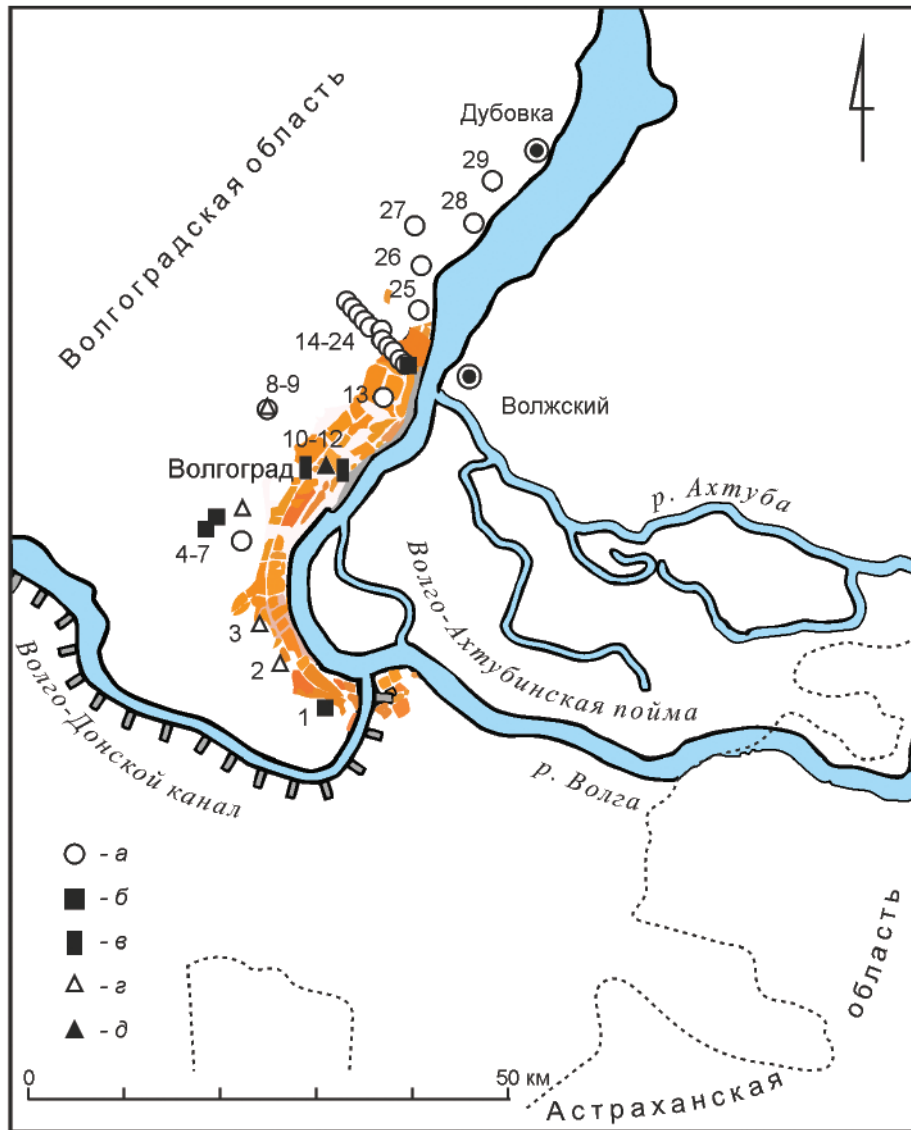 Дубовка
29
28
27
26
25
Волгоградская область
14-24
8-9
13
Волжский
10-12
Волгоград
р. Ахтуба
4-7
Волго-Ахтубинская пойма
3
2
1
Волго-Донской канал
р. Волга
- а
- б
- в
- г
- д
0
50 км
Астраханская
область